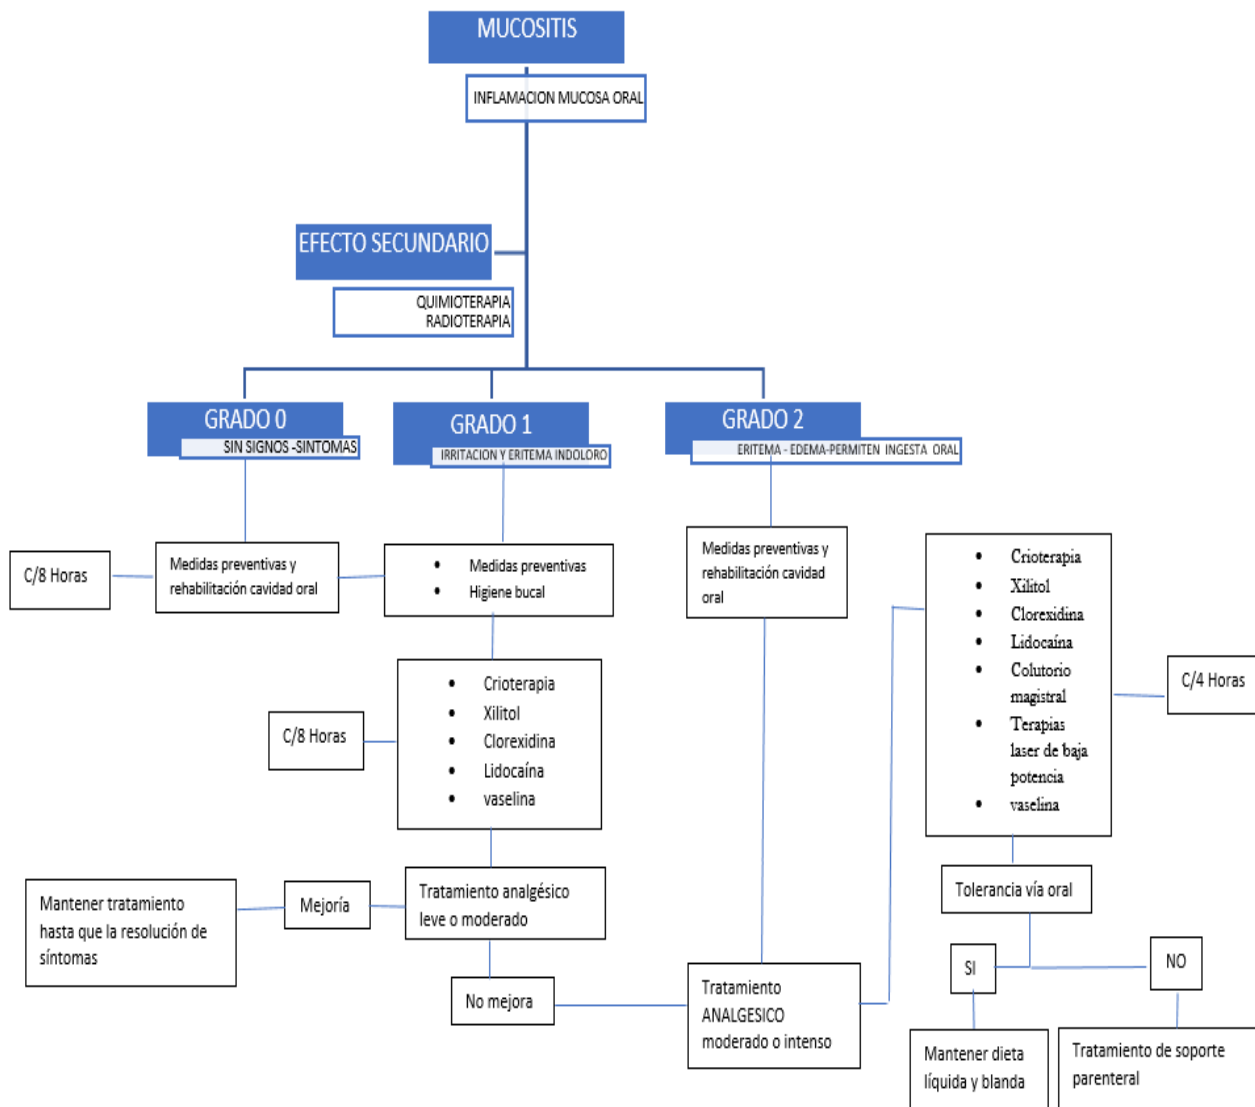 MUCOSITIS
INFLAMACION MUCOSA ORAL
EFECTO SECUNDARIO
QUIMIOTERAPIA
RADIOTERAPIA
GRADO 0
SIN SIGNOS -SINTOMAS
GRADO 1
IRRITACION Y ERITEMA INDOLORO
GRADO 2
ERITEMA - EDEMA-PERMITEN INGESTA ORAL
C/8 Horas
Medidas preventivas y
rehabilitación cavidad oral
• Medidas preventivas
• Higiene bucal
Medidas preventivas y
rehabilitación cavidad
oral
• Crioterapia
• Xilitol
• Clorexidina
• Lidocaína
• Colutorio
magistral
• Terapias
laser de baja
potencia
• vaselina
C/4 Horas
C/8 Horas
• Crioterapia
• Xilitol
• Clorexidina
• Lidocaína
• vaselina
Mantener tratamiento
hasta que la resolución de
síntomas
Mejoría
Tratamiento analgésico
leve o moderado
No mejora
Tratamiento
ANALGESICO
moderado o intenso
Tolerancia vía oral
SI
NO
Mantener dieta
líquida y blanda
Tratamiento de soporte
parenteral